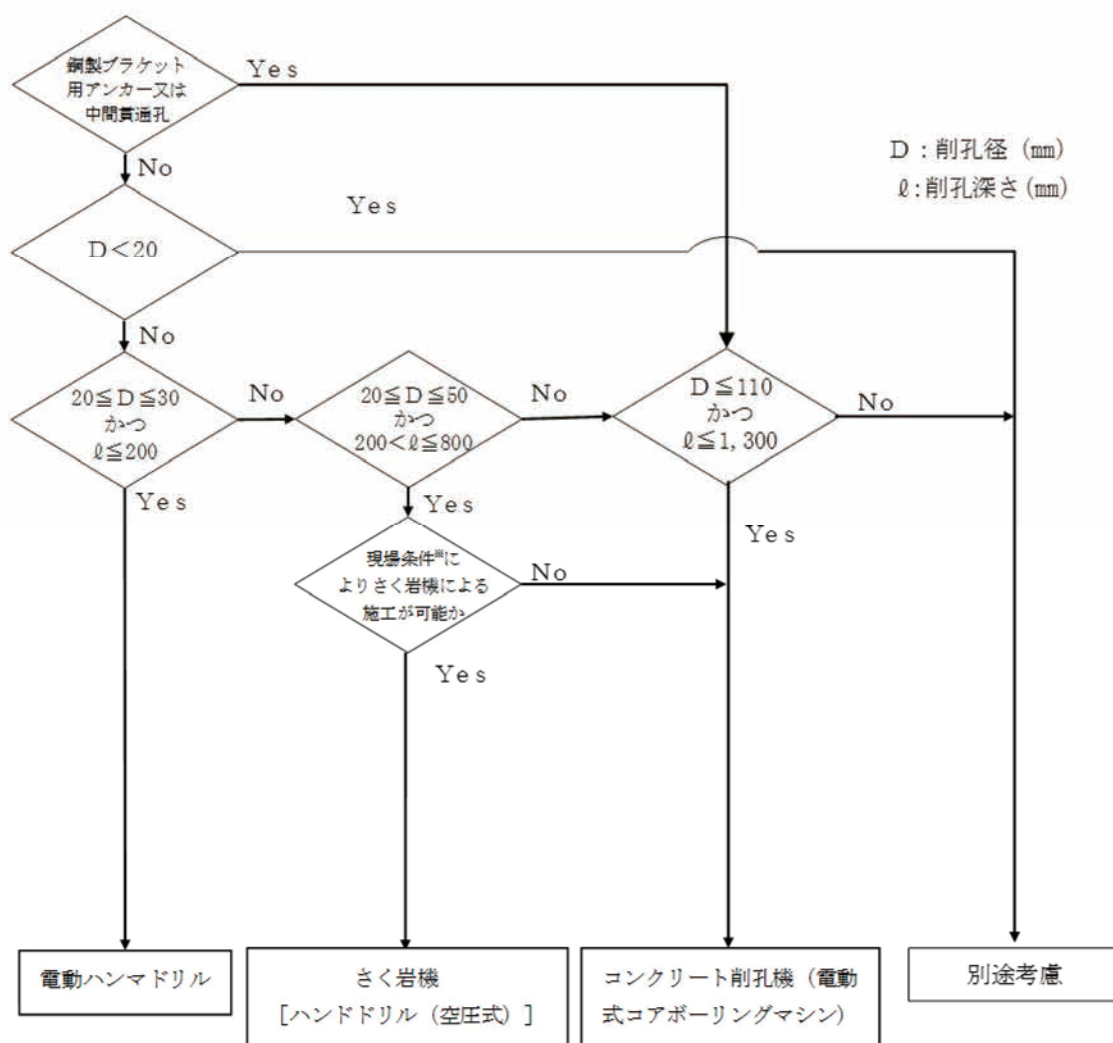 鋼製ブラケット
用アンカー又は
中間貫通孔
Yes
No
D：削孔径（㎜）
ℓ：削孔深さ(㎜)
Yes
D＜20
No
20≦D≦30
かつ
ℓ≦200
No
20≦D≦50
かつ
200＜ℓ≦800
No
D≦110
かつ
ℓ≦1,300
No
Yes
Yes
Yes
現場条件※に
よりさく岩機による
施工が可能か
No
Yes
電動ハンマドリル
さく岩機
［ハンドドリル（空圧式）］
コンクリート削孔機（電動
式コアボーリングマシン）
別途考慮